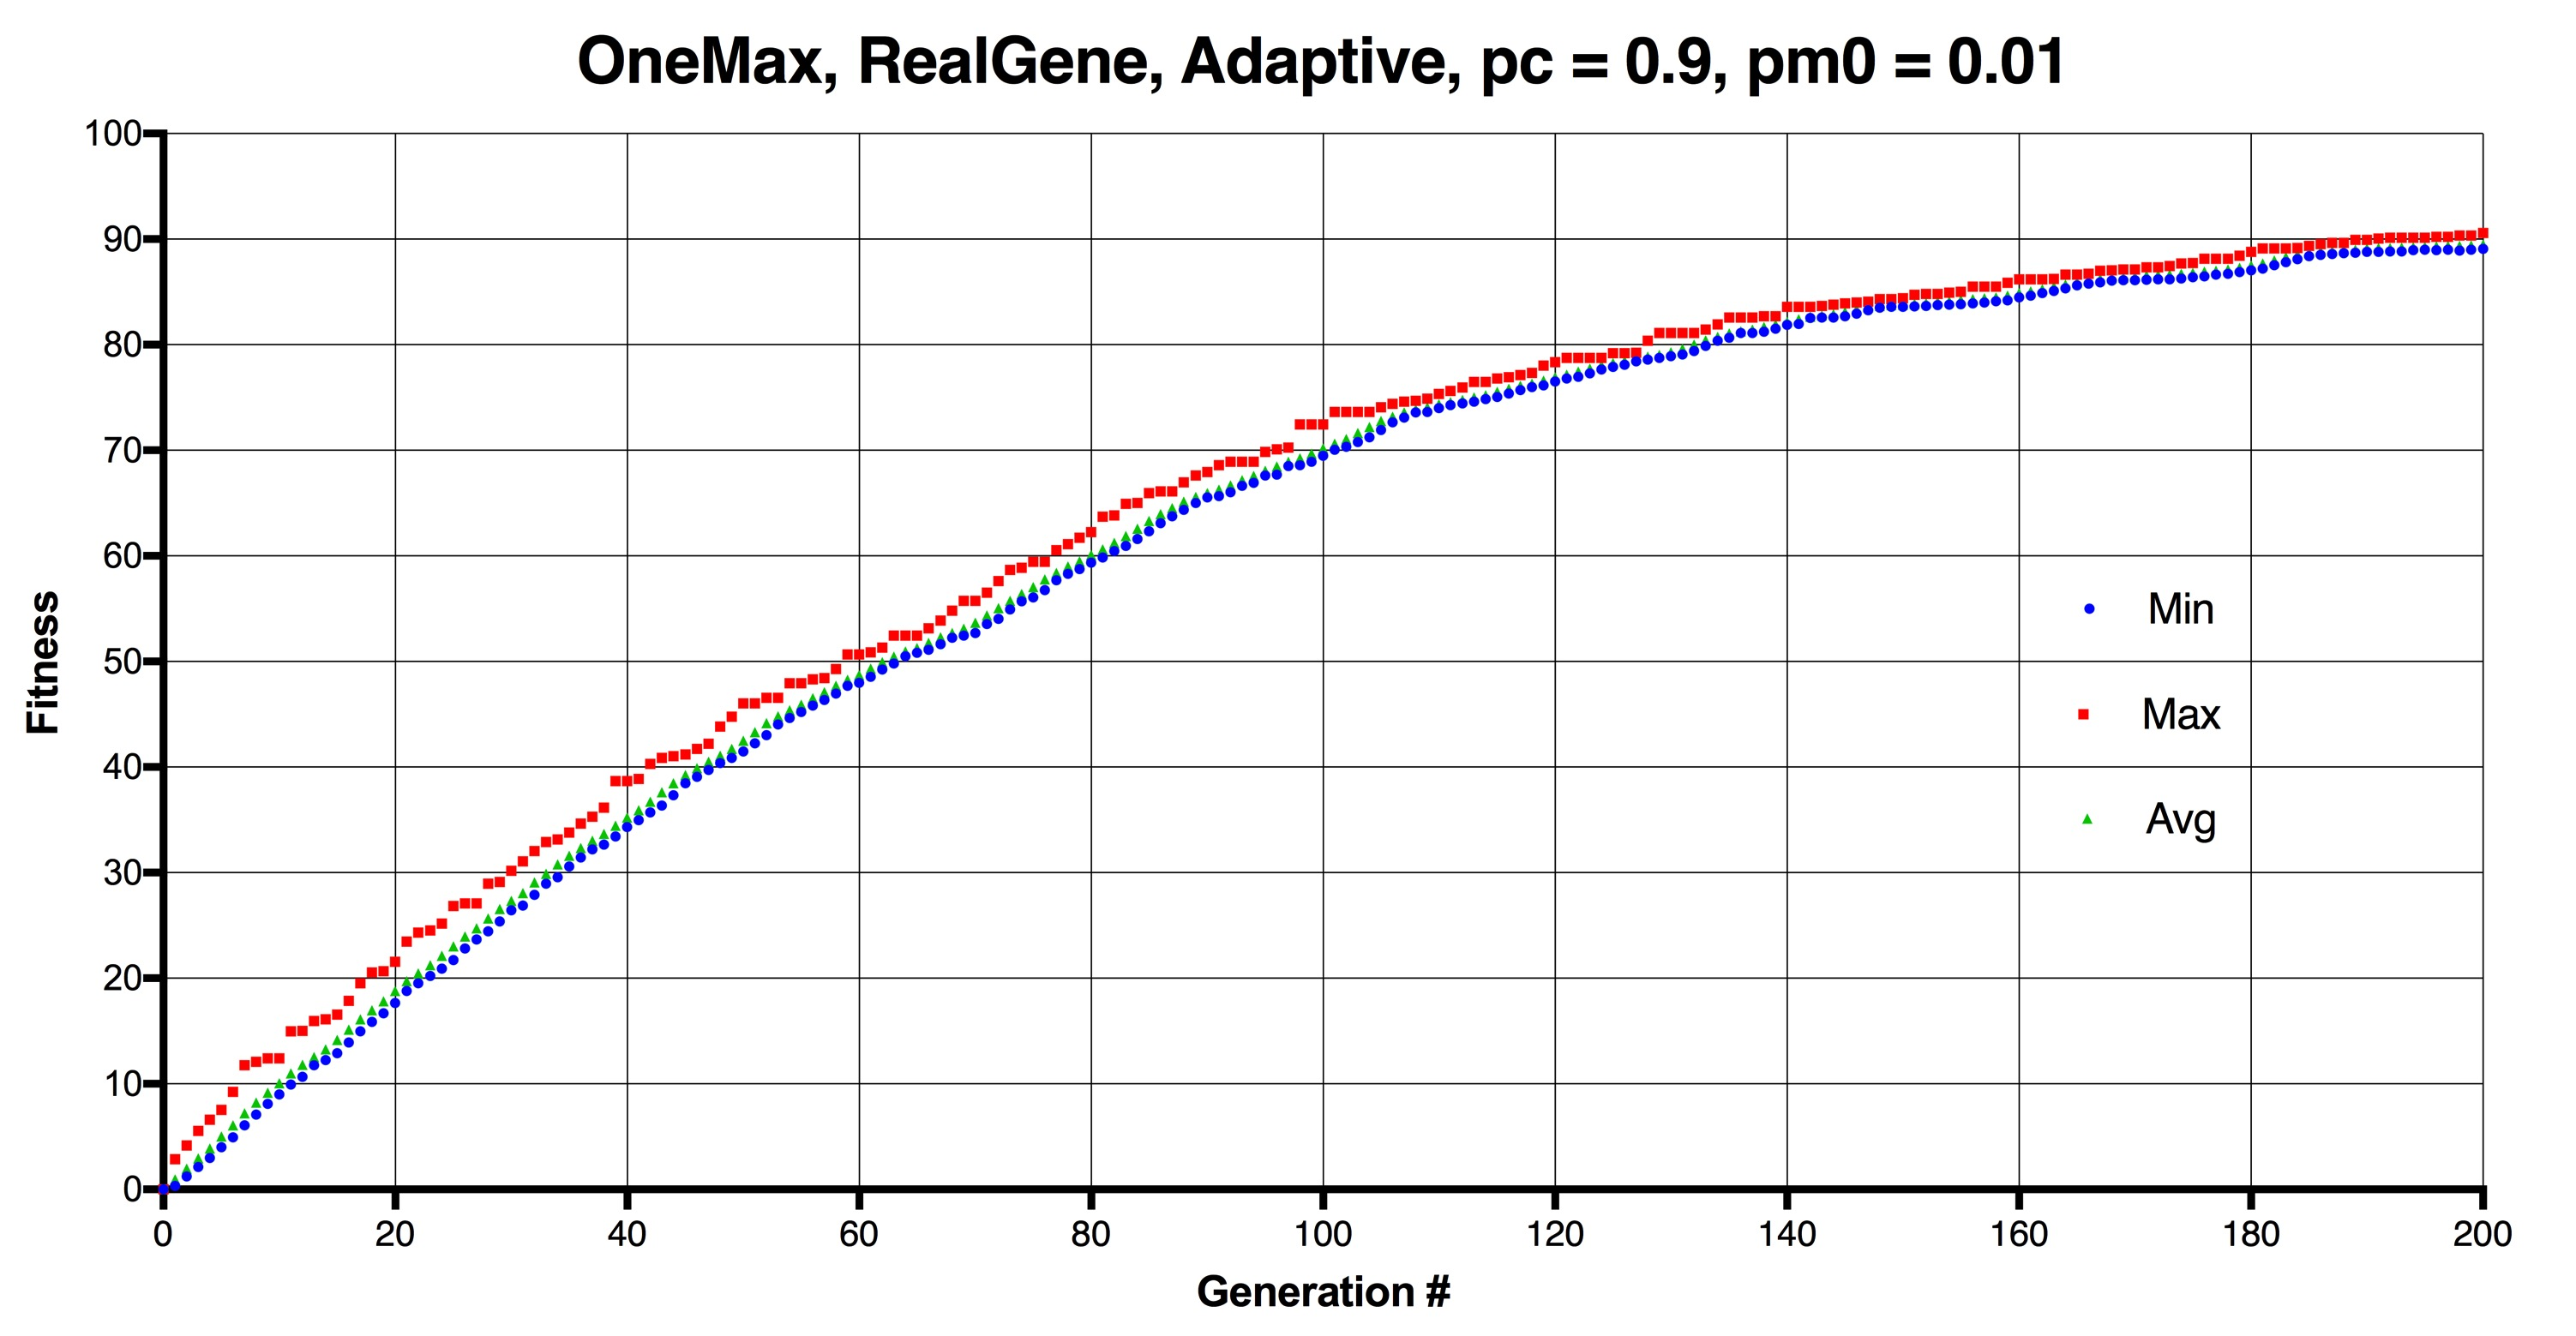 OneMax, RealGene, Adaptive, pc = 0.9, pm0 = 0.01
100
90
80
70
60
50
40
30
20
10
0
Fitness
Min
Max
Avg
0 20 40 60 80 100 120 140 160 180 200
Generation #